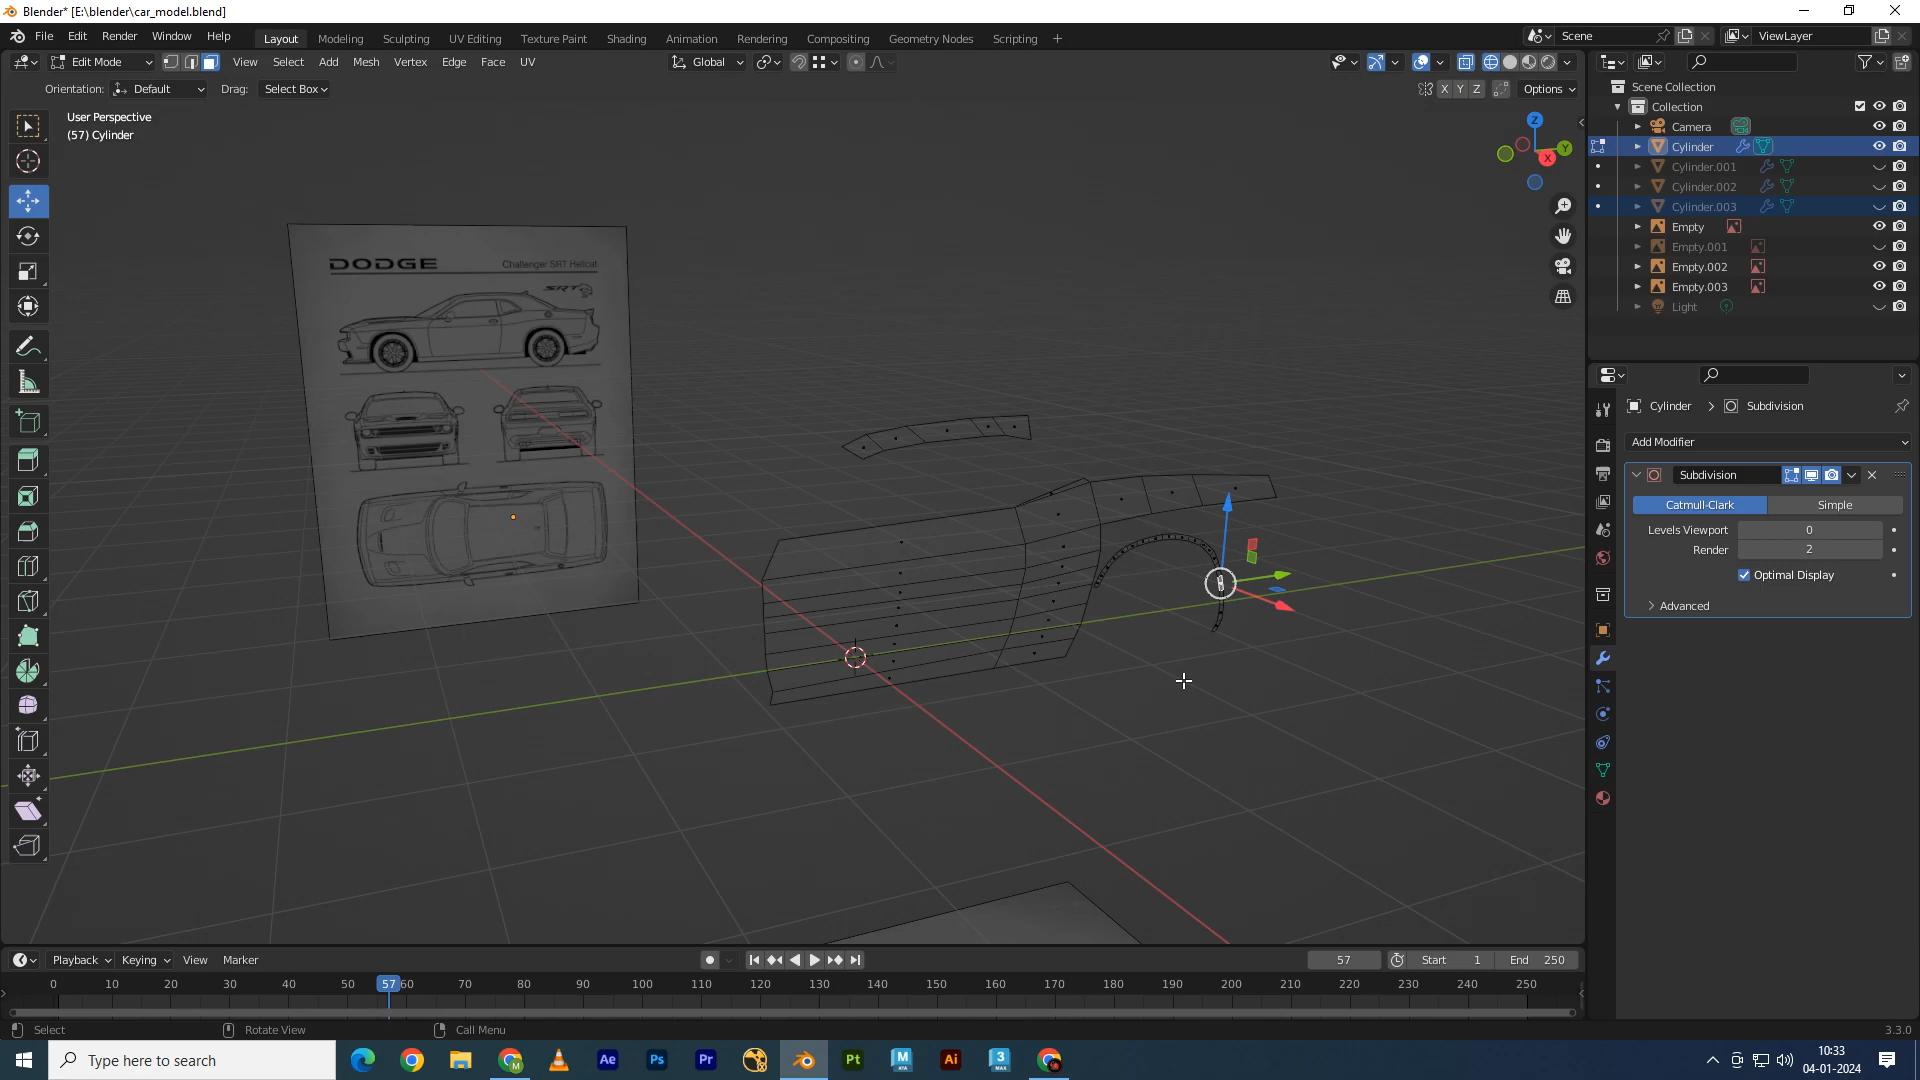 Blender* [E:\blender\car_model.blend]
File Edit Render Window Help
Layout Modeling Sculpting UV Editing Texture Paint Shading Animation Rendering Compositing Geometry Nodes Scripting +
Scene ViewLayer
Edit Mode View Select Add Mesh Vertex Edge Face UV Global
Orientation: Default Drag: Select Box X Y Z Options
User Perspective
(57) Cylinder
Z
Y
X
DODGE Challenger SRT Hellcat
SRT
Scene Collection
Collection
Camera
Cylinder
Cylinder.001
Cylinder.002
Cylinder.003
Empty
Empty.001
Empty.002
Empty.003
Light
Cylinder > Subdivision
Add Modifier
Subdivision
Catmull-Clark Simple
Levels Viewport 0
Render 2
Optimal Display
Advanced
Playback Keying View Marker 57 Start 1 End 250
0 10 20 30 40 50 57 60 70 80 90 100 110 120 130 140 150 160 170 180 190 200 210 220 230 240 250
Select Rotate View Call Menu 3.3.0
Type here to search
Ae Ps Pr Pt M Ai 3
10:33
04-01-2024